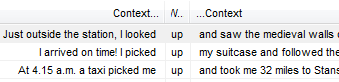 Context... N.. ...Context
Just outside the station, I looked up and saw the medieval walls
I arrived on time! I picked up my suitcase and followed the
At 4.15 a.m. a taxi picked me up and took me 32 miles to Stans